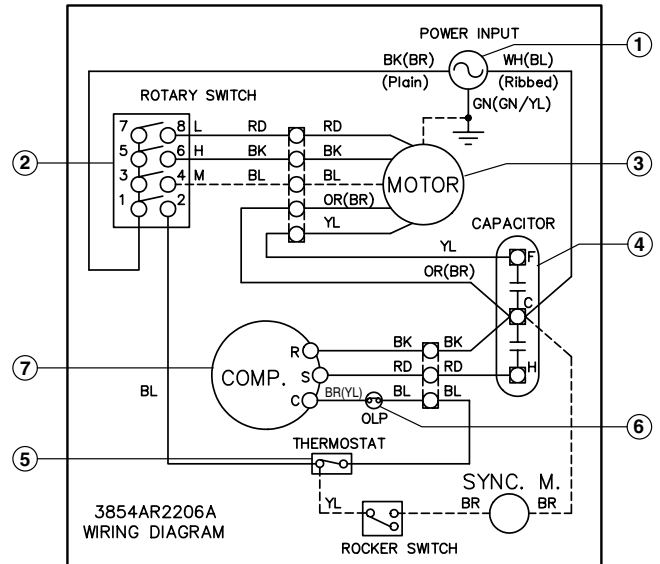 POWER INPUT
1
BK(BR) WH(BL)
(Plain) (Ribbed)
GN(GN/YL)
ROTARY SWITCH
7 8 L RD RD
2
5 6 H BK BK
3 4 M BL BL
MOTOR
3
1 2 OR(BR)
YL
CAPACITOR
4
YL F
OR(BR)
C
R BK BK
7
COMP. S RD RD H
BL
C BR(YL) BL BL
OLP
6
THERMOSTAT
5
SYNC. M.
YL BR BR
3854AR2206A
WIRING DIAGRAM
ROCKER SWITCH